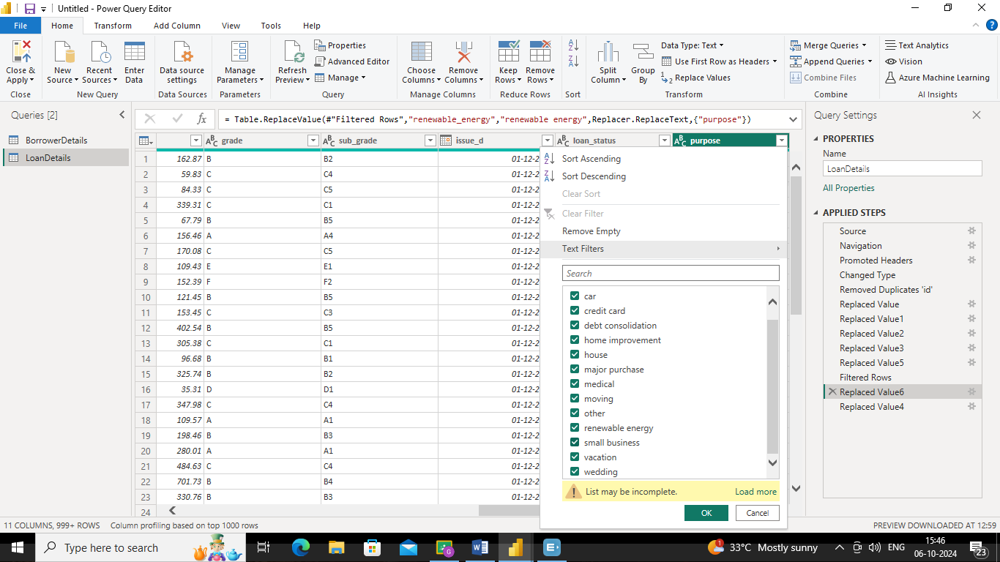 Untitled - Power Query Editor
File Home Transform Add Column View Tools Help
Close & Apply
New Source
Recent Sources
Enter Data
Data source settings
Manage Parameters
Refresh Preview
Properties
Advanced Editor
Manage
Choose Columns
Remove Columns
Keep Rows
Remove Rows
Split Column
Group By
Data Type: Text
Use First Row as Headers
Replace Values
Merge Queries
Append Queries
Combine Files
Text Analytics
Vision
Azure Machine Learning
Close New Query Data Sources Parameters Query Manage Columns Reduce Rows Sort Transform Combine AI Insights
Queries [2]
BorrowerDetails
LoanDetails
fx = Table.ReplaceValue(#"Filtered Rows","renewable_energy","renewable energy",Replacer.ReplaceText,{"purpose"})
grade sub_grade issue_d loan_status purpose
1 162.87 B B2 01-12-2
2 59.83 C C4 01-12-2
3 84.33 C C5 01-12-2
4 339.31 C C1 01-12-2
5 67.79 B B5 01-12-2
6 156.46 A A4 01-12-2
7 170.08 C C5 01-12-2
8 109.43 E E1 01-12-2
9 152.39 F F2 01-12-2
10 121.45 B B5 01-12-2
11 153.45 C C3 01-12-2
12 402.54 B B5 01-12-2
13 305.38 C C1 01-12-2
14 96.68 B B1 01-12-2
15 325.74 B B2 01-12-2
16 35.31 D D1 01-12-2
17 347.98 C C4 01-12-2
18 109.57 A A1 01-12-2
19 198.46 B B3 01-12-2
20 280.01 A A1 01-12-2
21 484.63 C C4 01-12-2
22 701.73 B B4 01-12-2
23 330.76 B B3 01-12-2
24
Sort Ascending
Sort Descending
Clear Sort
Clear Filter
Remove Empty
Text Filters
Search
car
credit card
debt consolidation
home improvement
house
major purchase
medical
moving
other
renewable energy
small business
vacation
wedding
List may be incomplete. Load more
OK Cancel
Query Settings
PROPERTIES
Name
LoanDetails
All Properties
APPLIED STEPS
Source
Navigation
Promoted Headers
Changed Type
Removed Duplicates 'id'
Replaced Value
Replaced Value1
Replaced Value2
Replaced Value3
Replaced Value5
Filtered Rows
Replaced Value6
Replaced Value4
11 COLUMNS, 999+ ROWS Column profiling based on top 1000 rows PREVIEW DOWNLOADED AT 12:59
Type here to search
33°C Mostly sunny
ENG
15:46
06-10-2024
23